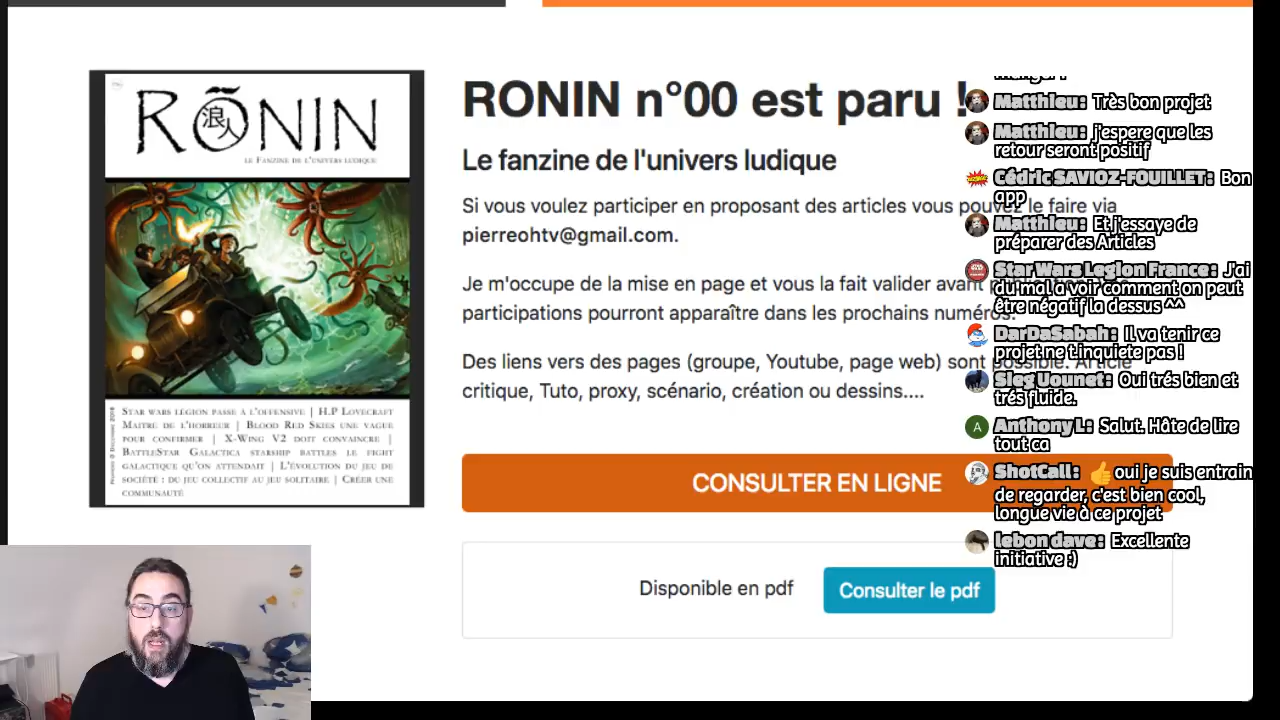 RŌNIN
浪人
LE FANZINE DE L'UNIVERS LUDIQUE
STAR WARS LÉGION PASSE À L'OFFENSIVE | H.P LOVECRAFT
MAITRE DE L'HORREUR | BLOOD RED SKIES UNE VAGUE
POUR CONFIRMER | X-WING V2 DOIT CONVAINCRE |
BATTLESTAR GALACTICA STARSHIP BATTLES LE FIGHT
GALACTIQUE QU'ON ATTENDAIT | L'ÉVOLUTION DU JEU DE
SOCIÉTÉ : DU JEU COLLECTIF AU JEU SOLITAIRE | CRÉER UNE
COMMUNAUTÉ
RONIN n°00 est paru !
Le fanzine de l'univers ludique
Si vous voulez participer en proposant des articles vous pouvez le faire via
pierreohtv@gmail.com.
Je m'occupe de la mise en page et vous la fait valider avant
participations pourront apparaître dans les prochains numéros.
Des liens vers des pages (groupe, Youtube, page web) sont possible. Article
critique, Tuto, proxy, scénario, création ou dessins....
CONSULTER EN LIGNE
Disponible en pdf
Consulter le pdf
Matthieu: Très bon projet
Matthieu: j'espere que les
retour seront positif
Cédric SAVIOZ-FOUILLET: Bon
app
Matthieu: Et j'essaye de
préparer des Articles
Star Wars Legion France: J'ai
du mal a voir comment on peut
être négatif la dessus ^^
DarDaSabah: Il va tenir ce
projet ne t.inquiete pas !
Sieg Uounet: Oui trés bien et
trés fluide.
A
Anthony L: Salut. Hâte de lire
tout ca
ShotCall: 👍 oui je suis entrain
de regarder, c'est bien cool,
longue vie à ce projet
lebon dave: Excellente
initiative :)